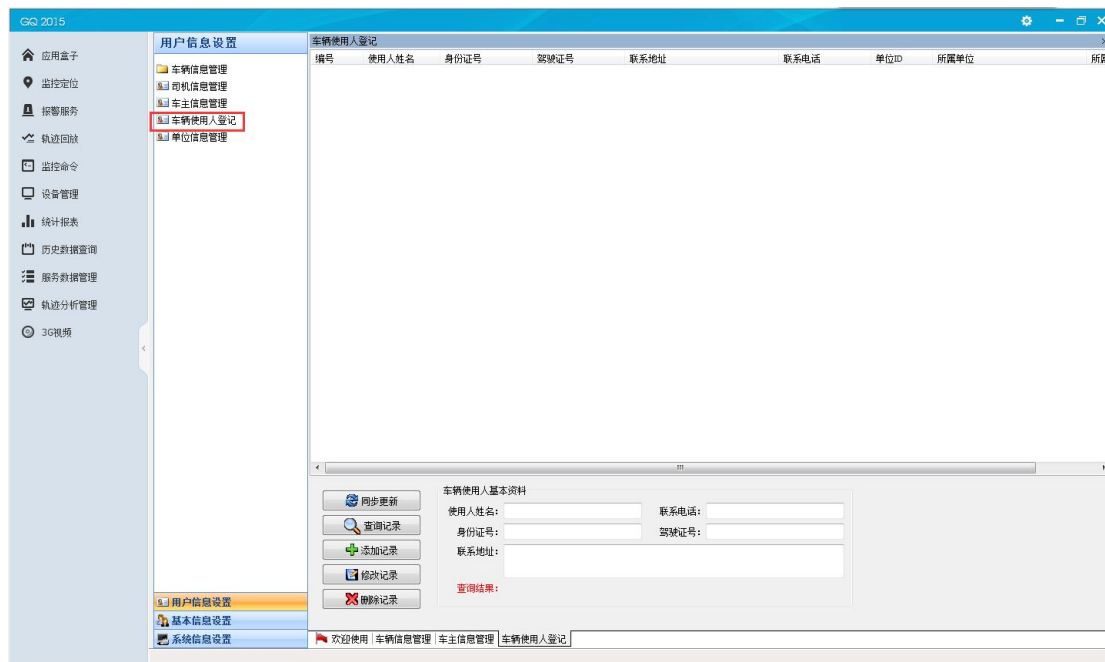 GQ 2015
应用盒子
监控定位
报警服务
轨迹回放
监控命令
设备管理
统计报表
历史数据查询
服务数据管理
轨迹分析管理
3G视频
用户信息设置
车辆信息管理
司机信息管理
车主信息管理
车辆使用人登记
单位信息管理
用户信息设置
基本信息设置
系统信息设置
车辆使用人登记
编号 使用人姓名 身份证号 驾驶证号 联系地址 联系电话 单位ID 所属单位
同步更新
查询记录
添加记录
修改记录
删除记录
车辆使用人基本资料
使用人姓名: 联系电话:
身份证号: 驾驶证号:
联系地址:
查询结果:
欢迎使用 车辆信息管理 车主信息管理 车辆使用人登记